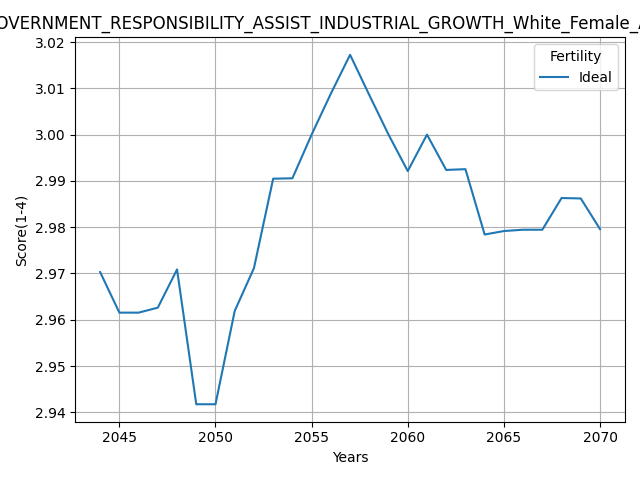 OVERNMENT_RESPONSIBILITY_ASSIST_INDUSTRIAL_GROWTH_White_Female_
3.02
3.01
3.00
2.99
2.98
2.97
2.96
2.95
2.94
Score(1-4)
Fertility
Ideal
2045 2050 2055 2060 2065 2070
Years